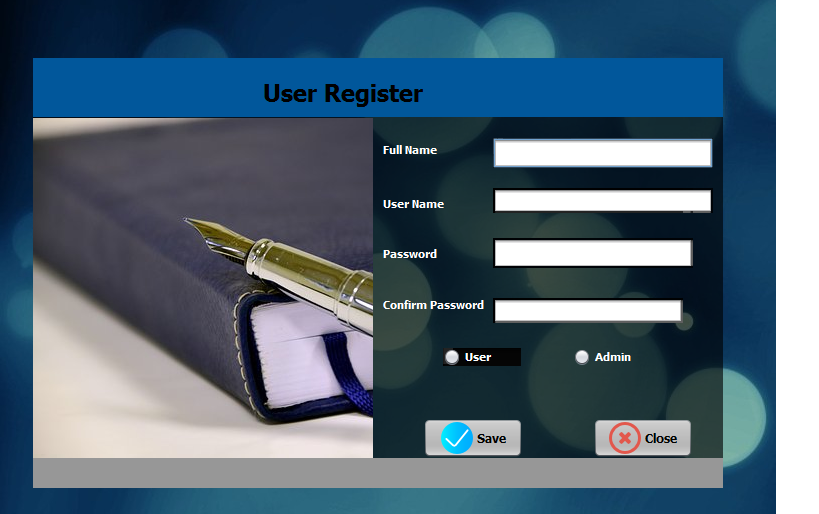 User Register
Full Name
User Name
Password
Confirm Password
User Admin
Save Close